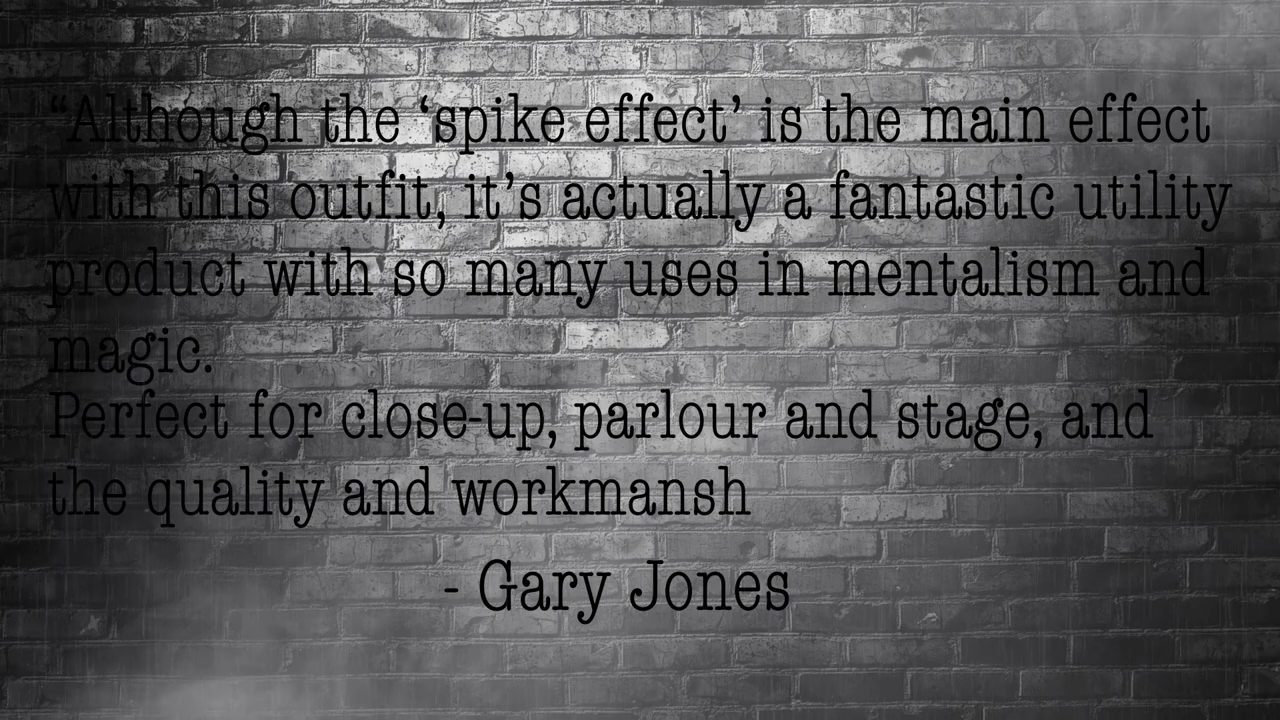 “Although the ‘spike effect’ is the main effect
with this outfit, it’s actually a fantastic utility
product with so many uses in mentalism and
magic.
Perfect for close-up, parlour and stage, and
the quality and workmansh
- Gary Jones